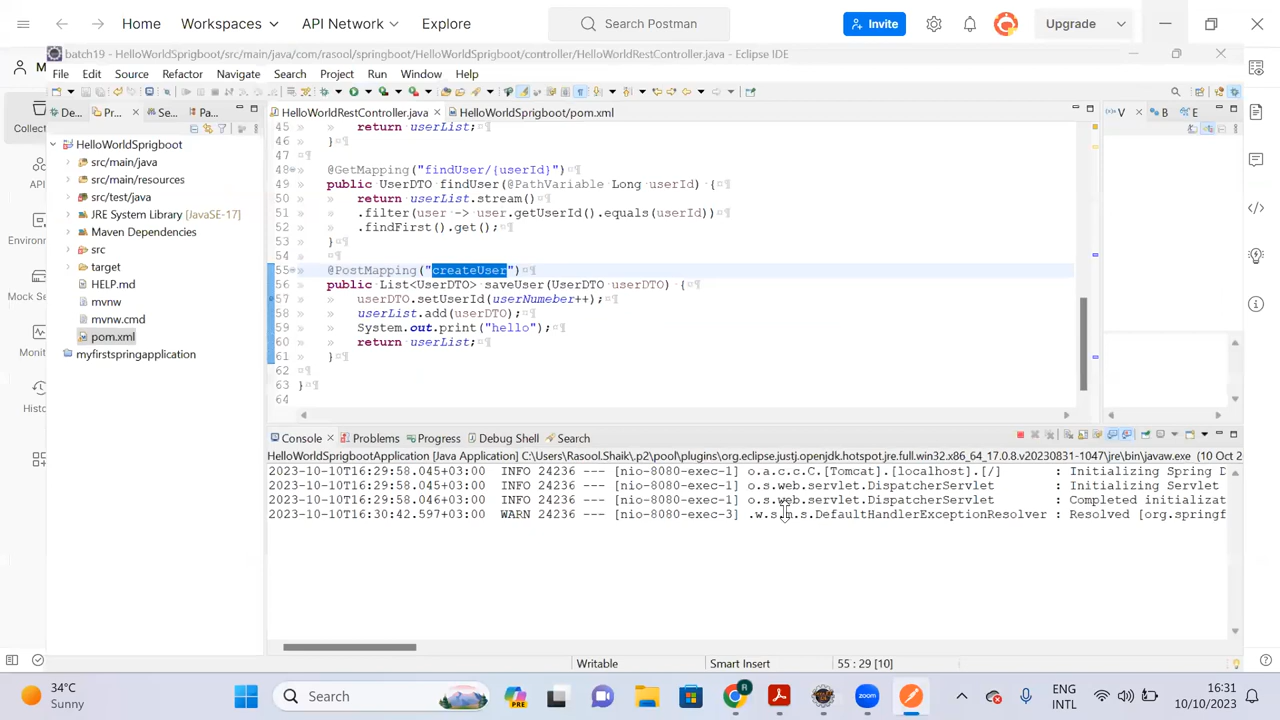 Home Workspaces API Network Explore Search Postman Invite Upgrade
batch19 - HelloWorldSprigboot/src/main/java/com/rasool/springboot/HelloWorldSprigboot/controller/HelloWorldRestController.java - Eclipse IDE
File Edit Source Refactor Navigate Search Project Run Window Help
De... Pr... Se... Pa... HelloWorldRestController.java HelloWorldSprigboot/pom.xml V B E
Collect
API
Environ
Moni
Mock Se
Histo
HelloWorldSprigboot
src/main/java
src/main/resources
src/test/java
JRE System Library [JavaSE-17]
Maven Dependencies
src
target
HELP.md
mvnw
mvnw.cmd
pom.xml
myfirstspringapplication
45 return userList;
46 }
47
48 @GetMapping("findUser/{userId}")
49 public UserDTO findUser(@PathVariable Long userId) {
50 return userList.stream()
51 .filter(user -> user.getUserId().equals(userId))
52 .findFirst().get();
53 }
54
55 @PostMapping("createUser")
56 public List<UserDTO> saveUser(UserDTO userDTO) {
57 userDTO.setUserId(userNumeber++);
58 userList.add(userDTO);
59 System.out.print("hello");
60 return userList;
61 }
62
63 }
64
Console Problems Progress Debug Shell Search
HelloWorldSprigbootApplication [Java Application] C:\Users\Rasool.Shaik\.p2\pool\plugins\org.eclipse.justj.openjdk.hotspot.jre.full.win32.x86_64_17.0.8.v20230831-1047\jre\bin\javaw.exe (10 Oct 2
2023-10-10T16:29:58.045+03:00 INFO 24236 --- [nio-8080-exec-1] o.a.c.c.C.[Tomcat].[localhost].[/] : Initializing Spring D
2023-10-10T16:29:58.045+03:00 INFO 24236 --- [nio-8080-exec-1] o.s.web.servlet.DispatcherServlet : Initializing Servlet
2023-10-10T16:29:58.046+03:00 INFO 24236 --- [nio-8080-exec-1] o.s.web.servlet.DispatcherServlet : Completed initializat
2023-10-10T16:30:42.597+03:00 WARN 24236 --- [nio-8080-exec-3] .w.s.m.s.DefaultHandlerExceptionResolver : Resolved [org.springf
Writable Smart Insert 55 : 29 [10]
34°C
Sunny
Search
PRE
ENG
INTL
16:31
10/10/2023